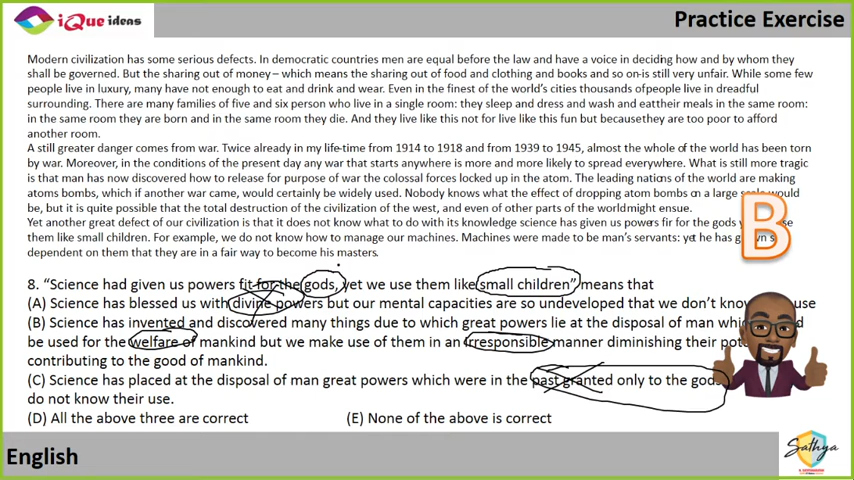 iQue ideas
Practice Exercise
Modern civilization has some serious defects. In democratic countries men are equal before the law and have a voice in deciding how and by whom they
shall be governed. But the sharing out of money – which means the sharing out of food and clothing and books and so on-is still very unfair. While some few
people live in luxury, many have not enough to eat and drink and wear. Even in the finest of the world's cities thousands of people live in dreadful
surrounding. There are many families of five and six person who live in a single room: they sleep and dress and wash and eat their meals in the same room:
in the same room they are born and in the same room they die. And they live like this not for live like this for fun but because they are too poor to afford
another room.
A still greater danger comes from war. Twice already in my life-time from 1914 to 1918 and from 1939 to 1945, almost the whole of the world has been torn
by war. Moreover, in the conditions of the present day any war that starts anywhere is more and more likely to spread everywhere. What is still more tragic
is that man has now discovered how to release for purpose of war the colossal forces locked up in the atom. The leading nations of the world are making
atoms bombs, which if another war came, would certainly be widely used. Nobody knows what the effect of dropping atom bombs on a large scale would
be, but it is quite possible that the total destruction of the civilization of the west, and even of other parts of the world might ensue.
Yet another great defect of our civilization is that it does not know what to do with its knowledge science has given us powers fir for the gods
them like small children. For example, we do not know how to manage our machines. Machines were made to be man's servants: yet he has
dependent on them that they are in a fair way to become his masters.
B
8. "Science had given us powers fit for the gods, yet we use them like small children" means that
(A) Science has blessed us with divine powers but our mental capacities are so undeveloped that we don't use
(B) Science has invented and discovered many things due to which great powers lie at the disposal of man
be used for the welfare of mankind but we make use of them in an irresponsible manner diminishing their
contributing to the good of mankind.
(C) Science has placed at the disposal of man great powers which were in the past granted only to the gods
do not know their use.
(D) All the above three are correct (E) None of the above is correct
English
Sathya